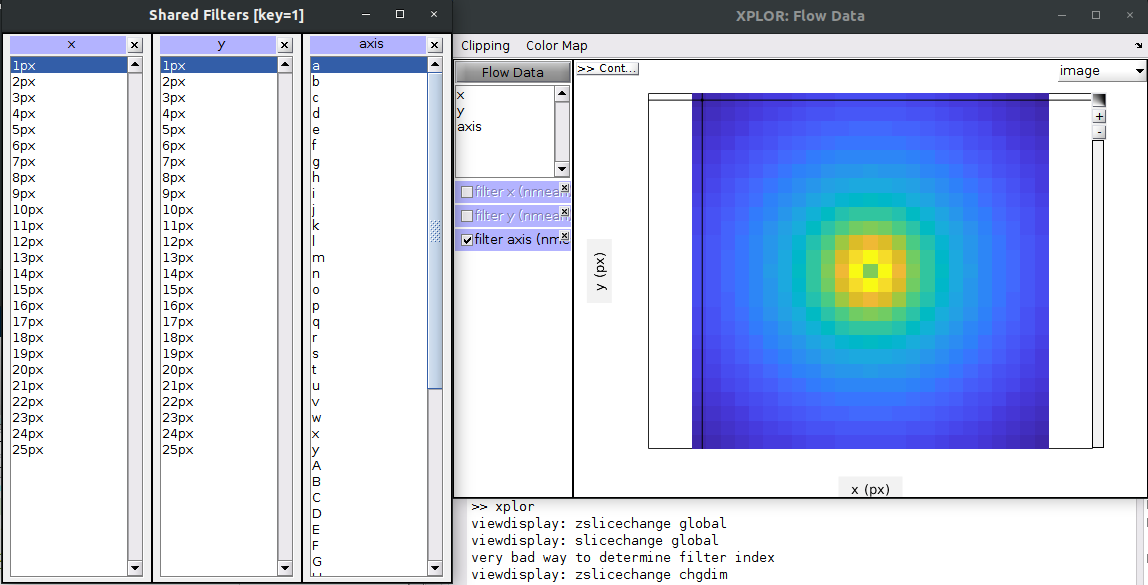 Shared Filters [key=1]
x
y
axis
1px
2px
3px
4px
5px
6px
7px
8px
9px
10px
11px
12px
13px
14px
15px
16px
17px
18px
19px
20px
21px
22px
23px
24px
25px
1px
2px
3px
4px
5px
6px
7px
8px
9px
10px
11px
12px
13px
14px
15px
16px
17px
18px
19px
20px
21px
22px
23px
24px
25px
a
b
c
d
e
f
g
h
i
j
k
l
m
n
o
p
q
r
s
t
u
v
w
x
y
A
B
C
D
E
F
G
XPLOR: Flow Data
Clipping Color Map
Flow Data
x
y
axis
filter x (nmean
filter y (nmean
filter axis (nme
>> Cont...
image
+
-
y (px)
x (px)
>> xplor
viewdisplay: zslicechange global
viewdisplay: slicechange global
very bad way to determine filter index
viewdisplay: zslicechange chgdim